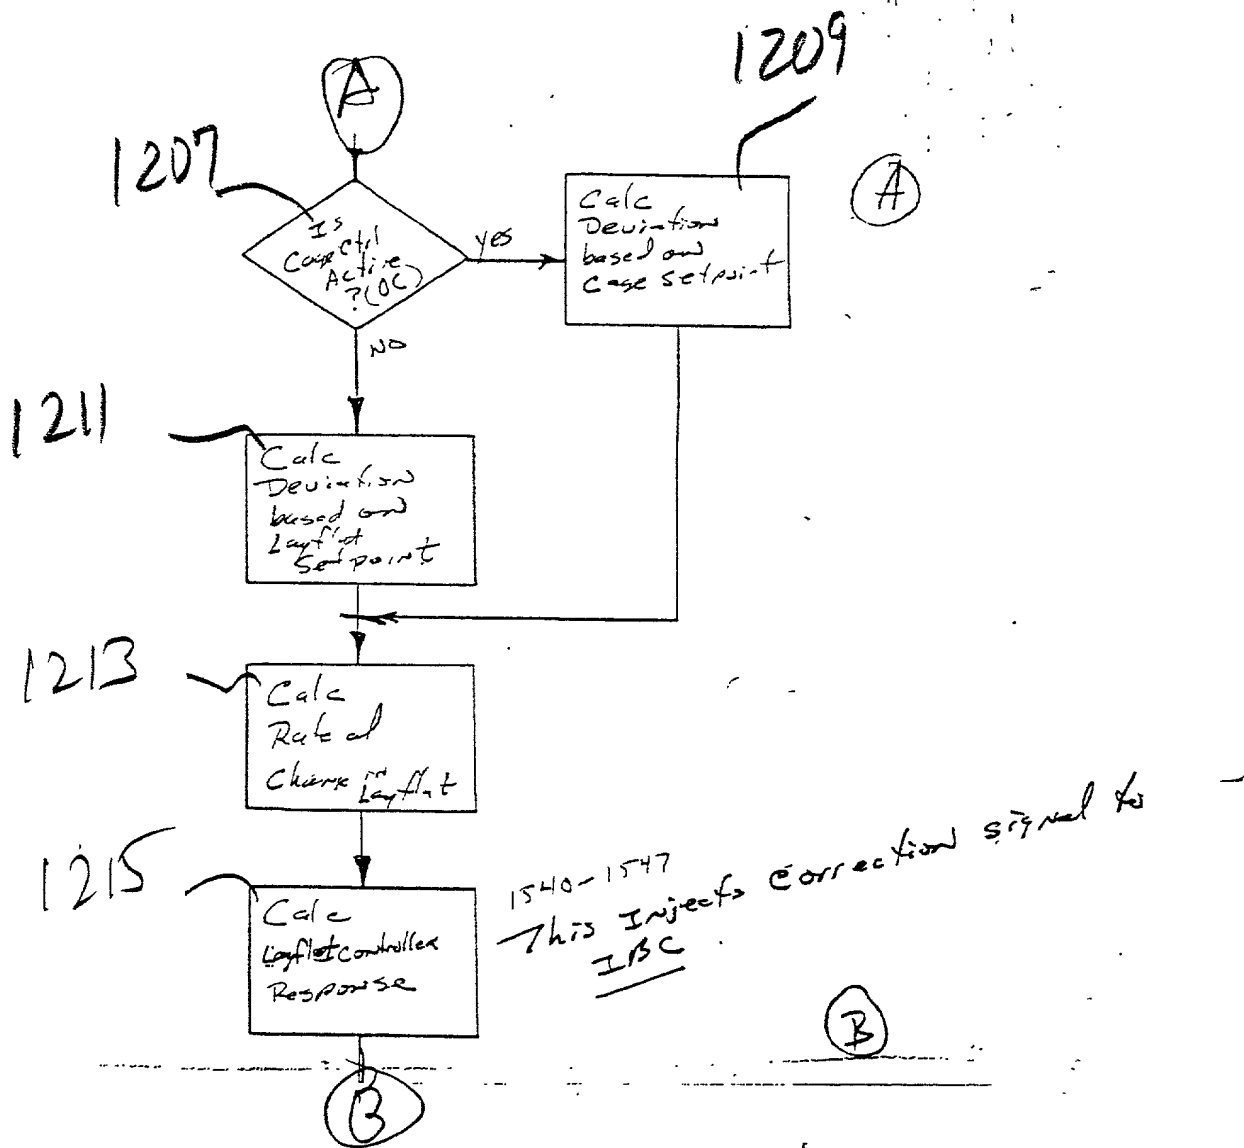 1209
A
1207
Is
Cage Ctrl
Active
?(OC)
YES
Calc
Deviation
based on
Cage Setpoint
A
NO
1211
Calc
Deviation
based on
Layflat
Setpoint
1213
Calc
Rate of
Change in
Layflat
1215
Calc
Layflat controller
Response
1540-1547
This Injects correction signal to
IBC
B
B